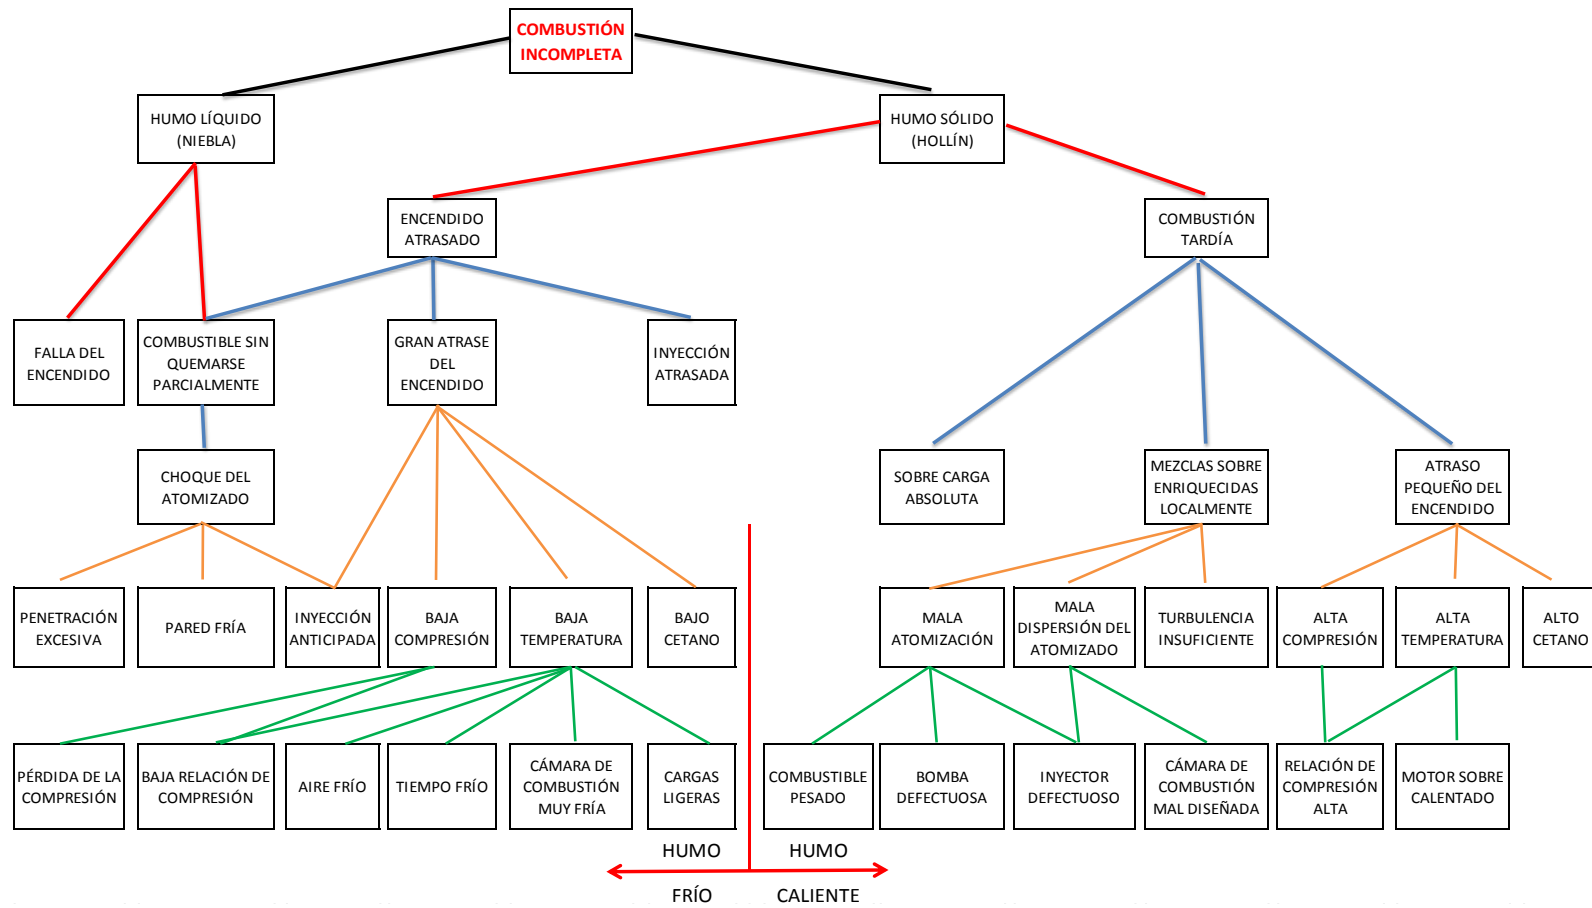 COMBUSTIÓN
INCOMPLETA
HUMO LÍQUIDO
(NIEBLA)
HUMO SÓLIDO
(HOLLÍN)
ENCENDIDO
ATRASADO
COMBUSTIÓN
TARDÍA
FALLA DEL
ENCENDIDO
COMBUSTIBLE SIN
QUEMARSE
PARCIALMENTE
GRAN ATRASE
DEL
ENCENDIDO
INYECCIÓN
ATRASADA
CHOQUE DEL
ATOMIZADO
SOBRE CARGA
ABSOLUTA
MEZCLAS SOBRE
ENRIQUECIDAS
LOCALMENTE
ATRASO
PEQUEÑO DEL
ENCENDIDO
PENETRACIÓN
EXCESIVA
PARED FRÍA
INYECCIÓN
ANTICIPADA
BAJA
COMPRESIÓN
BAJA
TEMPERATURA
BAJO
CETANO
MALA
ATOMIZACIÓN
MALA
DISPERSIÓN DEL
ATOMIZADO
TURBULENCIA
INSUFICIENTE
ALTA
COMPRESIÓN
ALTA
TEMPERATURA
ALTO
CETANO
PÉRDIDA DE LA
COMPRESIÓN
BAJA RELACIÓN DE
COMPRESIÓN
AIRE FRÍO
TIEMPO FRÍO
CÁMARA DE
COMBUSTIÓN
MUY FRÍA
CARGAS
LIGERAS
COMBUSTIBLE
PESADO
BOMBA
DEFECTUOSA
INYECTOR
DEFECTUOSO
CÁMARA DE
COMBUSTIÓN
MAL DISEÑADA
RELACIÓN DE
COMPRESIÓN
ALTA
MOTOR SOBRE
CALENTADO
HUMO
FRÍO
HUMO
CALIENTE